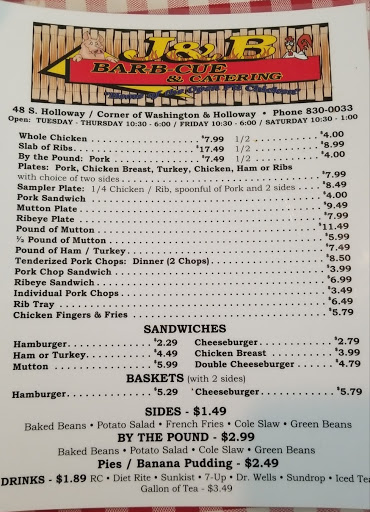 J&B
BAR-B-CUE
& CATERING
"Home of the Open Pit Chicken"
48 S. Holloway / Corner of Washington & Holloway • Phone 830-0033
Open: TUESDAY - THURSDAY 10:30 - 6:00 / FRIDAY 10:30 - 6:00 / SATURDAY 10:30 - 1:00
Whole Chicken $7.99 1/2 $4.00
Slab of Ribs $17.49 1/2 $8.99
By the Pound: Pork $7.49 1/2 $4.00
Plates: Pork, Chicken Breast, Turkey, Chicken, Ham or Ribs
with choice of two sides $7.99
Sampler Plate: 1/4 Chicken / Rib, spoonful of Pork and 2 sides $8.49
Pork Sandwich $4.00
Mutton Plate $9.49
Ribeye Plate $7.99
Pound of Mutton $11.49
½ Pound of Mutton $5.99
Pound of Ham / Turkey $7.49
Tenderized Pork Chops: Dinner (2 Chops) $8.50
Pork Chop Sandwich $3.99
Ribeye Sandwich $6.99
Individual Pork Chops $3.49
Rib Tray $6.49
Chicken Fingers & Fries $5.79
SANDWICHES
Hamburger $2.29 Cheeseburger $2.79
Ham or Turkey $4.49 Chicken Breast $3.99
Mutton $5.99 Double Cheeseburger $4.79
BASKETS (with 2 sides)
Hamburger $5.29 Cheeseburger $5.79
SIDES - $1.49
Baked Beans • Potato Salad • French Fries • Cole Slaw • Green Beans
BY THE POUND - $2.99
Baked Beans • Potato Salad • Cole Slaw • Green Beans
Pies / Banana Pudding - $2.49
DRINKS - $1.89 RC • Diet Rite • Sunkist • 7-Up • Dr. Wells • Sundrop • Iced Tea
Gallon of Tea - $3.49